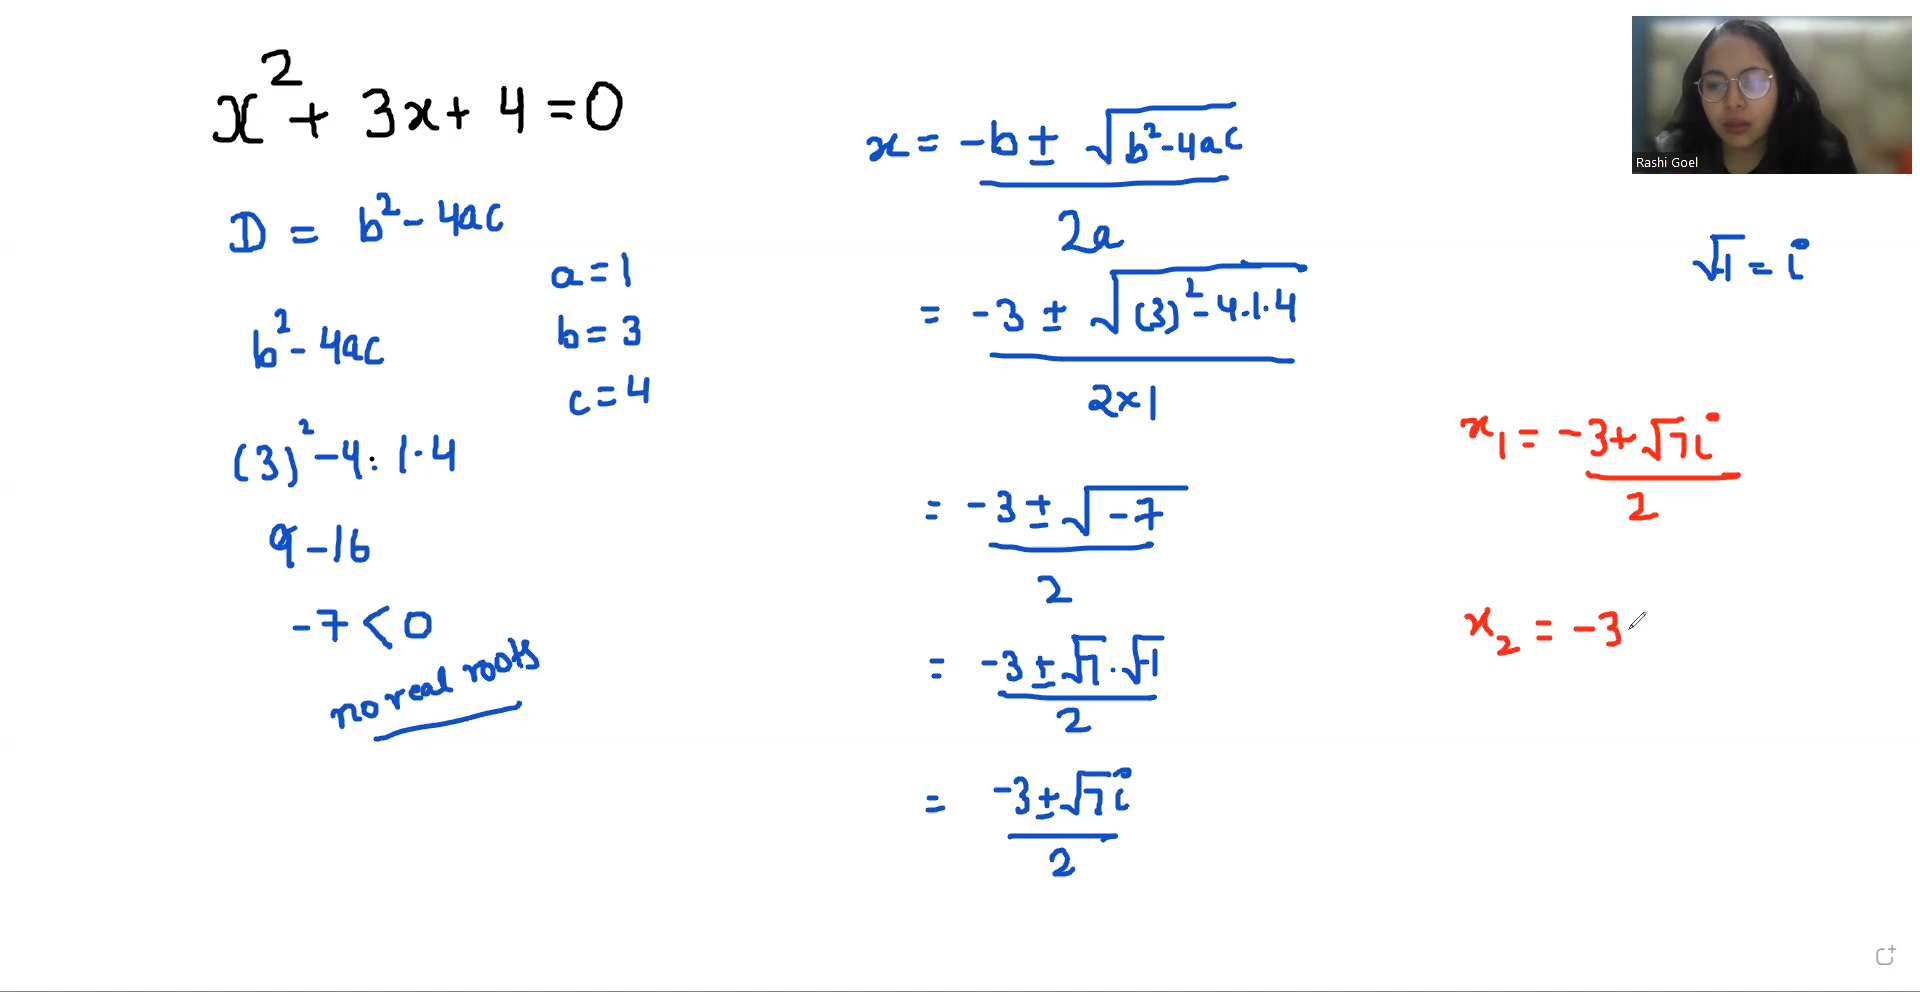 x² + 3x + 4 = 0
D = b² - 4ac
a = 1
b² - 4ac
b = 3
c = 4
(3)² - 4 · 1 · 4
9 - 16
-7 < 0
no real roots
x = -b ± √b² - 4ac
2a
= -3 ± √(3)² - 4 · 1 · 4
2 × 1
= -3 ± √-7
2
= -3 ± √7 · √-1
2
= -3 ± √7 i
2
Rashi Goel
√-1 = i
x₁ = -3 + √7 i
2
x₂ = -3